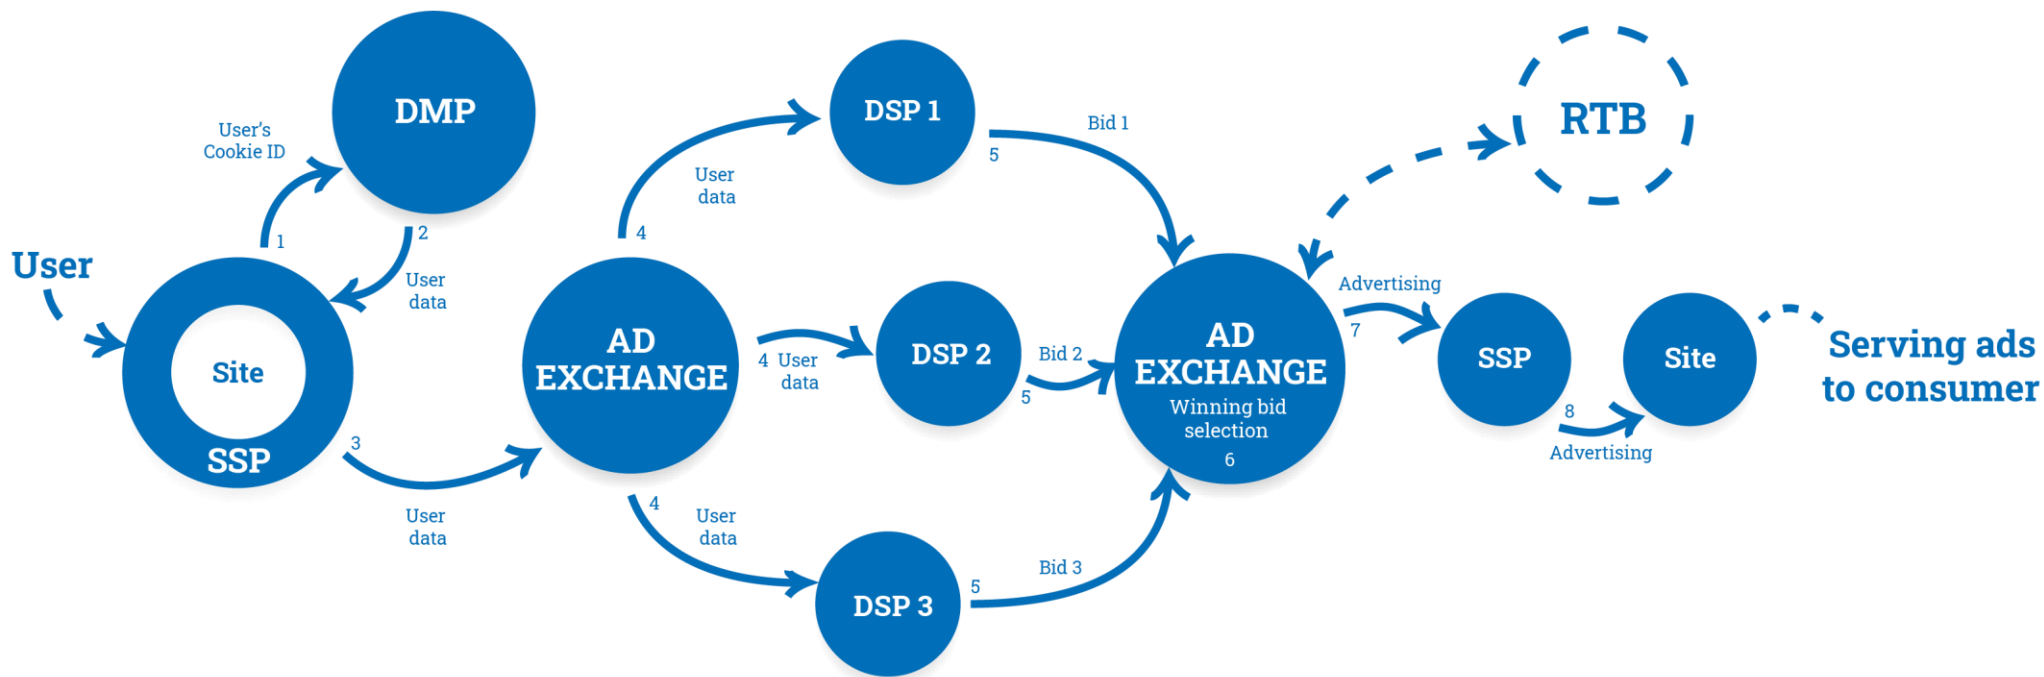 User
Site
SSP
User's
Cookie ID
1
DMP
2
User
data
3
User
data
AD
EXCHANGE
4
User
data
DSP 1
4 User
data
DSP 2
4
User
data
DSP 3
5
Bid 1
Bid 2
5
5
Bid 3
AD
EXCHANGE
Winning bid
selection
6
RTB
Advertising
7
SSP
8
Advertising
Site
Serving ads
to consumer